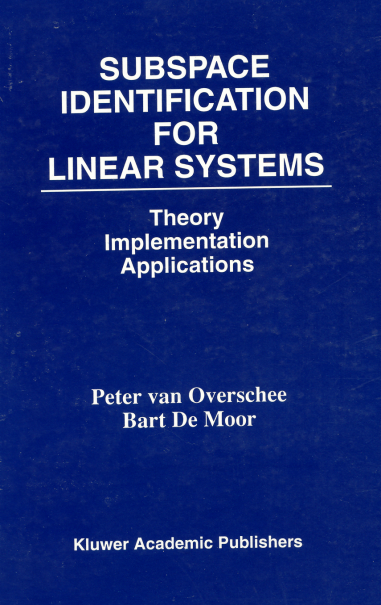 SUBSPACE
IDENTIFICATION
FOR
LINEAR SYSTEMS
Theory
Implementation
Applications
Peter van Overschee
Bart De Moor
Kluwer Academic Publishers